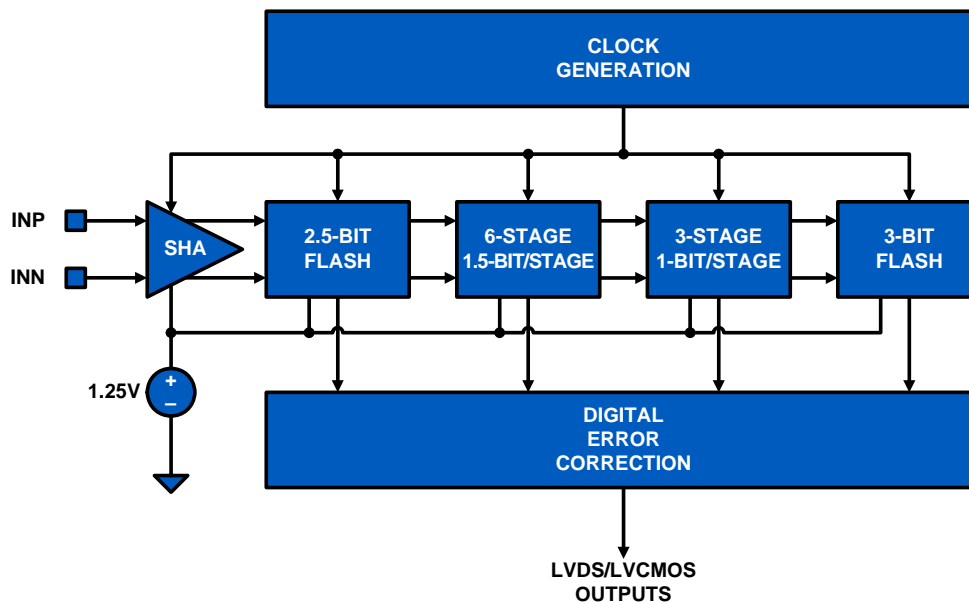 CLOCK
GENERATION
INP
INN
SHA
2.5-BIT
FLASH
6-STAGE
1.5-BIT/STAGE
3-STAGE
1-BIT/STAGE
3-BIT
FLASH
1.25V
+
–
DIGITAL
ERROR
CORRECTION
LVDS/LVCMOS
OUTPUTS